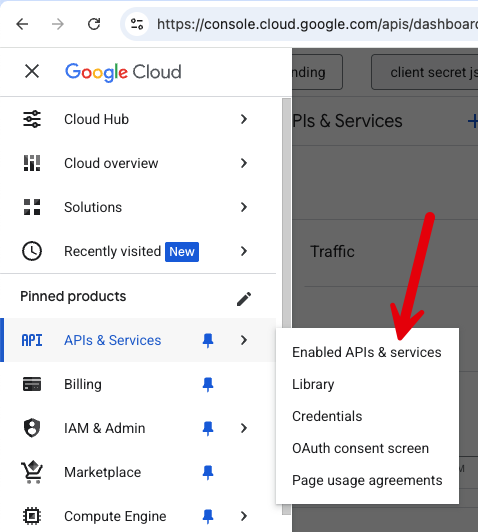 https://console.cloud.google.com/apis/dashboard
Google Cloud
nding
client secret js
Cloud Hub
PIs & Services
Cloud overview
Solutions
Recently visited New
Traffic
Pinned products
API APIs & Services
Enabled APIs & services
Billing
Library
Credentials
IAM & Admin
OAuth consent screen
Marketplace
Page usage agreements
Compute Engine